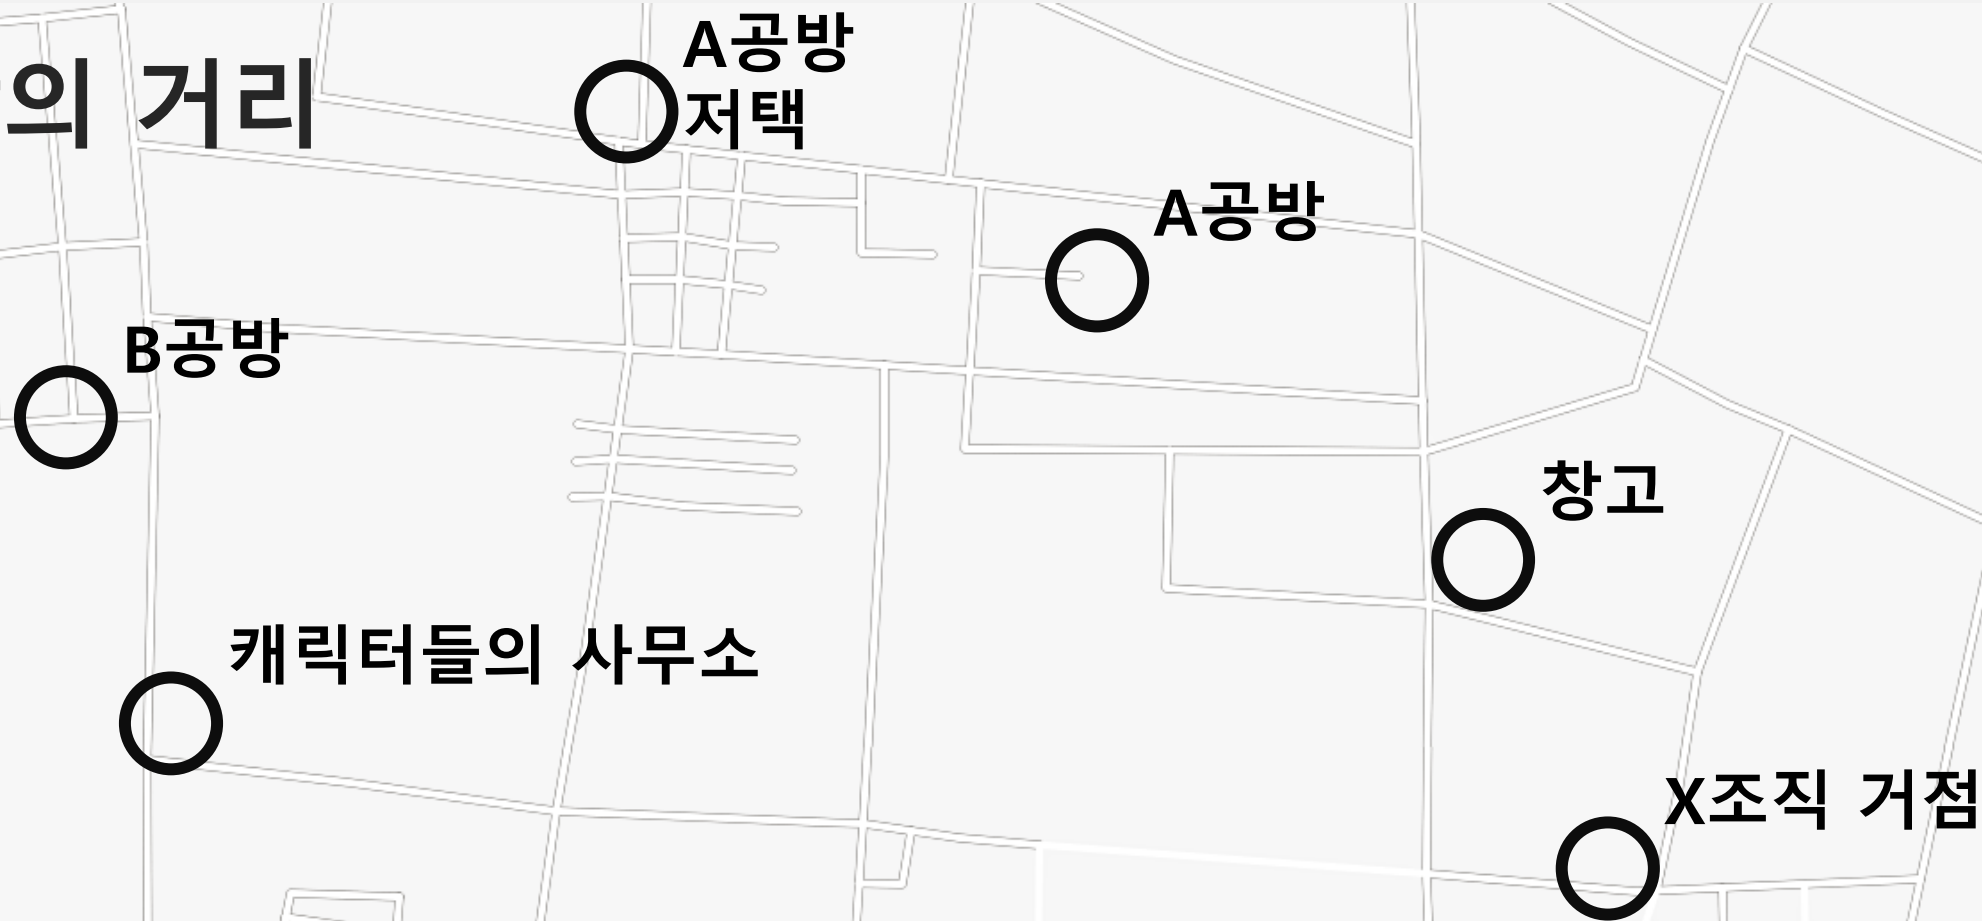 의 거리
A공방
저택
A공방
B공방
창고
캐릭터들의 사무소
X조직 거점